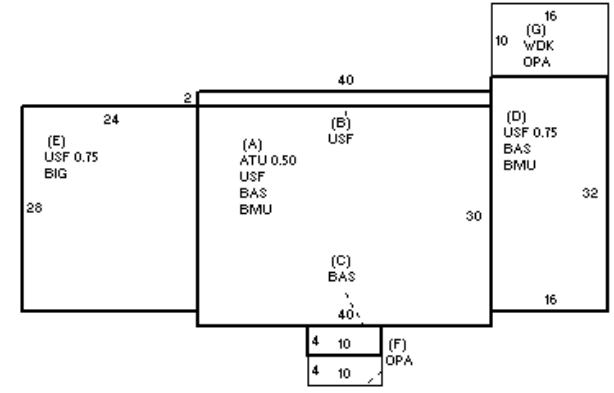 16
10
(G)
WDK
OPA
40
2
24
(E)
USF 0.75
BIG
28
(B)
USF
(A)
ATU 0.50
USF
BAS
BMU
30
(D)
USF 0.75
BAS
BMU
32
16
(C)
BAS
40
4 10
(F)
OPA
4 10